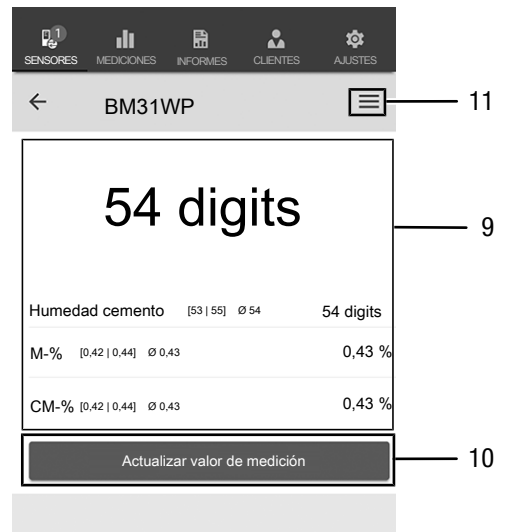 1
SENSORES MEDICIONES INFORMES CLIENTES AJUSTES
BM31WP
11
54 digits
9
Humedad cemento [53 | 55] Ø 54 54 digits
M-% [0,42 | 0,44] Ø 0,43 0,43 %
CM-% [0,42 | 0,44] Ø 0,43 0,43 %
Actualizar valor de medición
10